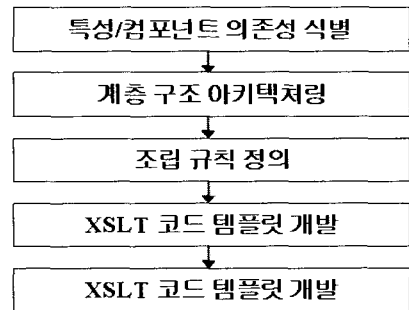 특성/컴포넌트 의존성 식별
계층 구조 아키텍처링
조립 규칙 정의
XSLT 코드 템플릿 개발
XSLT 코드 템플릿 개발